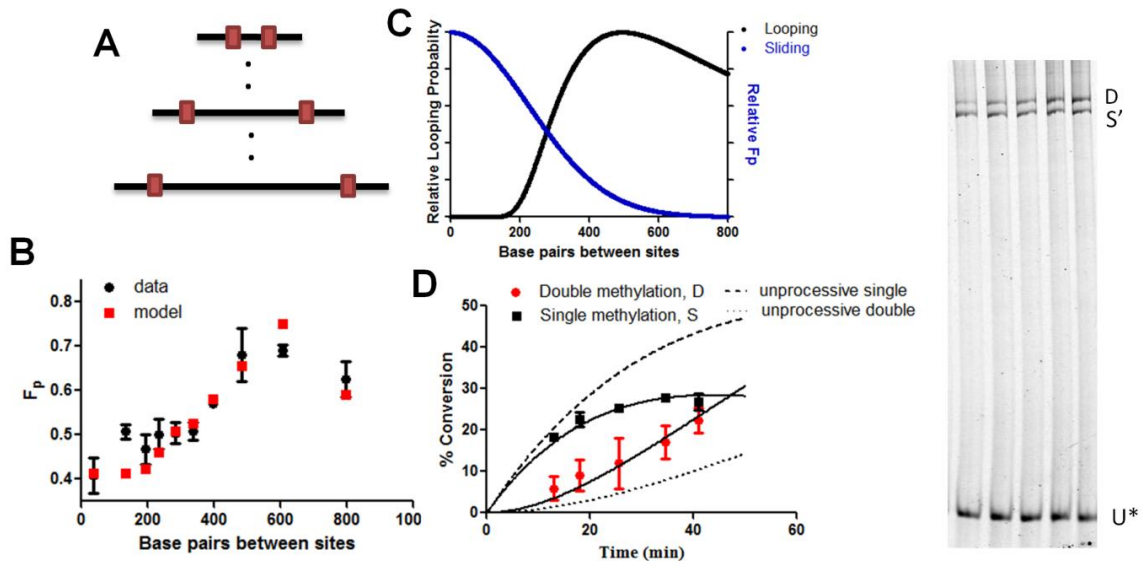 A
C
Looping
Sliding
Relative Looping Probabilty
Relative Fp
0 200 400 600 800
Base pairs between sites
B
data
model
Fp
0.8
0.7
0.6
0.5
0.4
0 200 400 600 800 100
Base pairs between sites
D
Double methylation, D
Single methylation, S
unprocessive single
unprocessive double
% Conversion
50
40
30
20
10
0
0 20 40 60
Time (min)
D
S'
U*